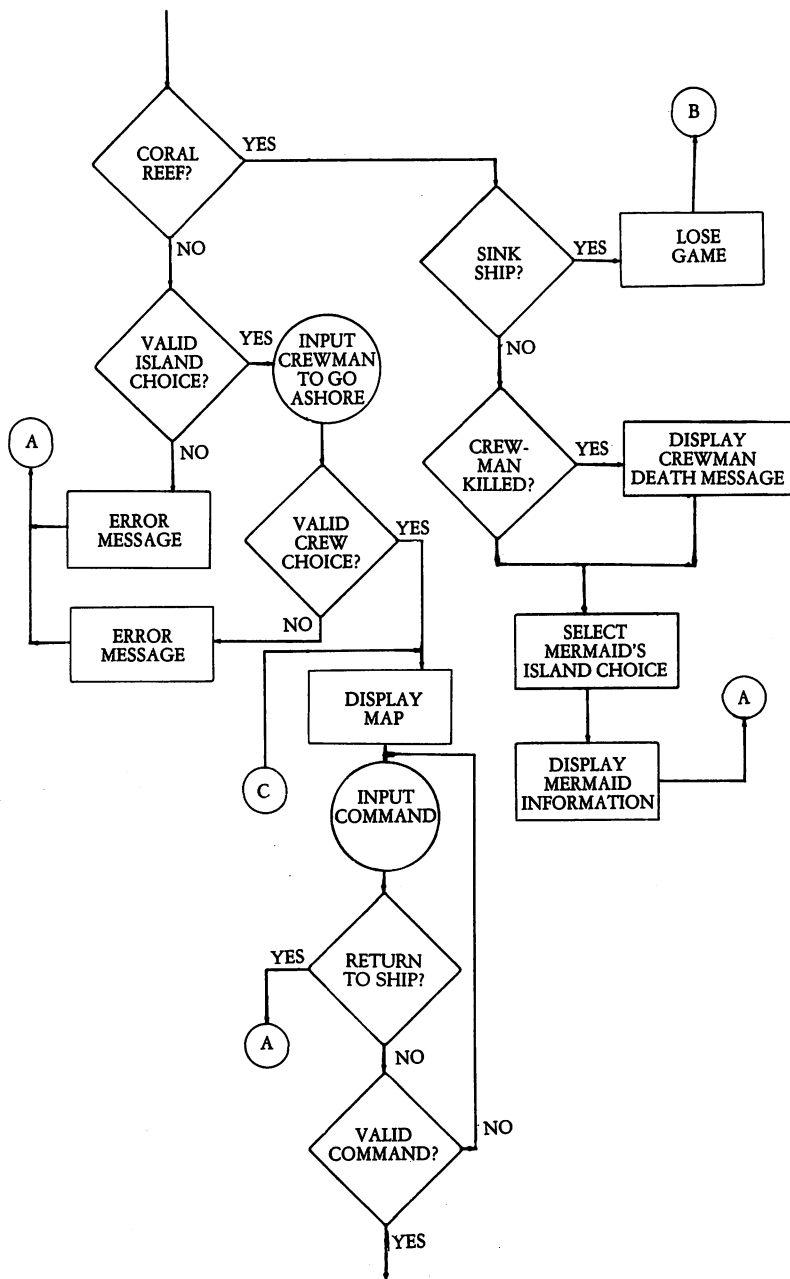 CORAL
REEF?
YES
NO
B
SINK
SHIP?
YES
LOSE
GAME
NO
VALID
ISLAND
CHOICE?
YES
INPUT
CREWMAN
TO GO
ASHORE
NO
A
ERROR
MESSAGE
CREW-
MAN
KILLED?
YES
DISPLAY
CREWMAN
DEATH MESSAGE
VALID
CREW
CHOICE?
YES
NO
ERROR
MESSAGE
SELECT
MERMAID'S
ISLAND CHOICE
DISPLAY
MAP
A
DISPLAY
MERMAID
INFORMATION
C
INPUT
COMMAND
RETURN
TO SHIP?
YES
A
NO
VALID
COMMAND?
NO
YES